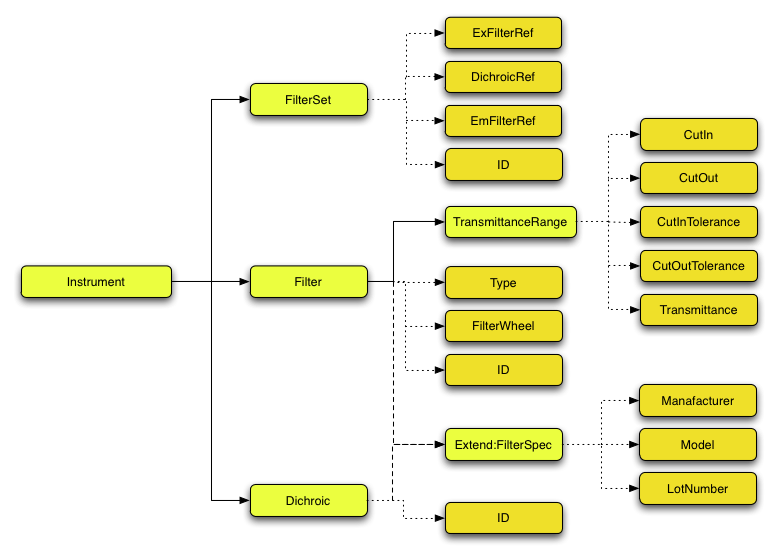 ExFilterRef
DichroicRef
FilterSet
EmFilterRef
CutIn
ID
CutOut
TransmittanceRange
CutInTolerance
CutOutTolerance
Instrument
Filter
Type
Transmittance
FilterWheel
ID
Manafacturer
Extend:FilterSpec
Model
LotNumber
Dichroic
ID